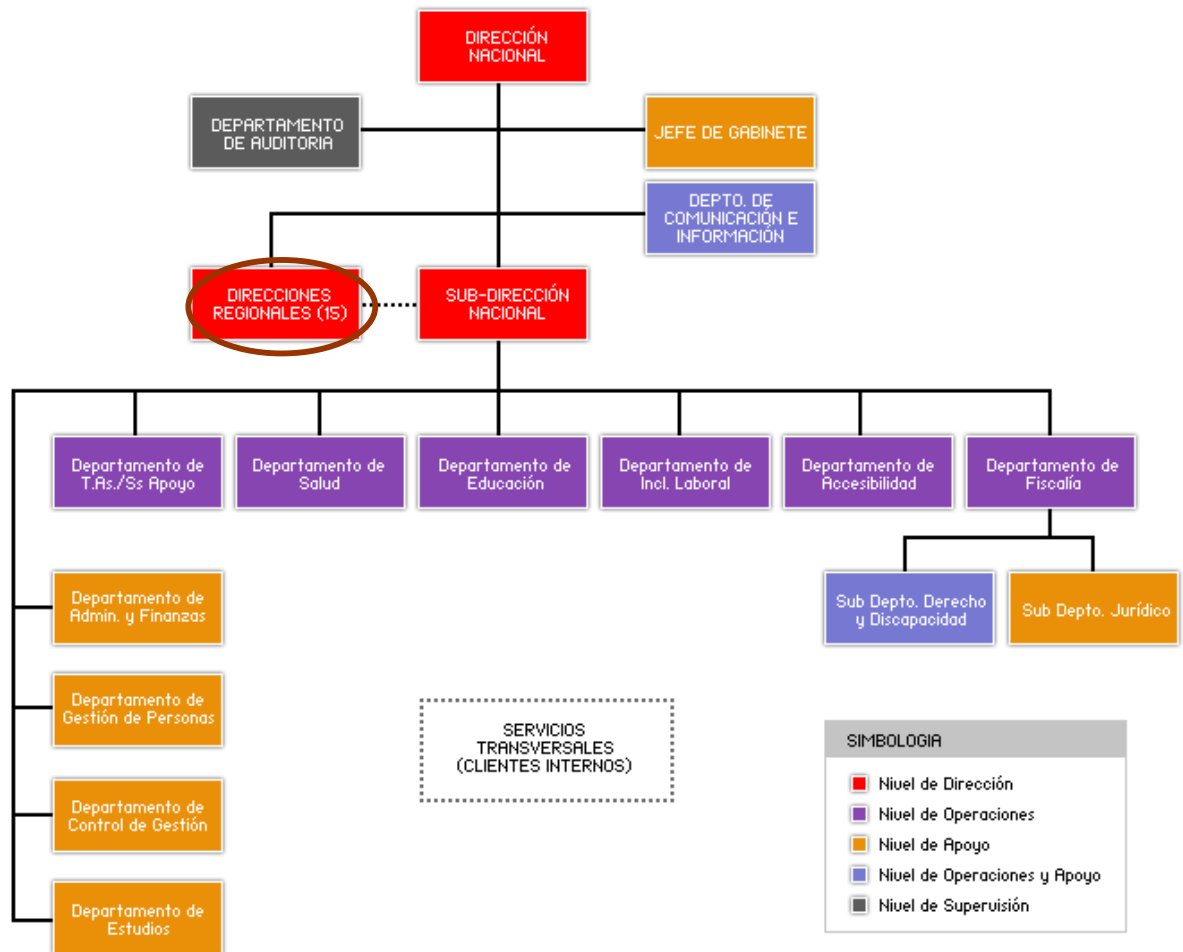 DIRECCIÓN
NACIONAL
DEPARTAMENTO
DE AUDITORIA
JEFE DE GABINETE
DEPTO. DE
COMUNICACIÓN E
INFORMACIÓN
DIRECCIONES
REGIONALES (15)
SUB-DIRECCIÓN
NACIONAL
Departamento de
T.As./Ss Apoyo
Departamento de
Salud
Departamento de
Educación
Departamento de
Incl. Laboral
Departamento de
Accesibilidad
Departamento de
Fiscalía
Sub Depto. Derecho
y Discapacidad
Sub Depto. Jurídico
Departamento de
Admin. y Finanzas
Departamento de
Gestión de Personas
Departamento de
Control de Gestión
Departamento de
Estudios
SERVICIOS
TRANSVERSALES
(CLIENTES INTERNOS)
SIMBOLOGIA
Nivel de Dirección
Nivel de Operaciones
Nivel de Apoyo
Nivel de Operaciones y Apoyo
Nivel de Supervisión